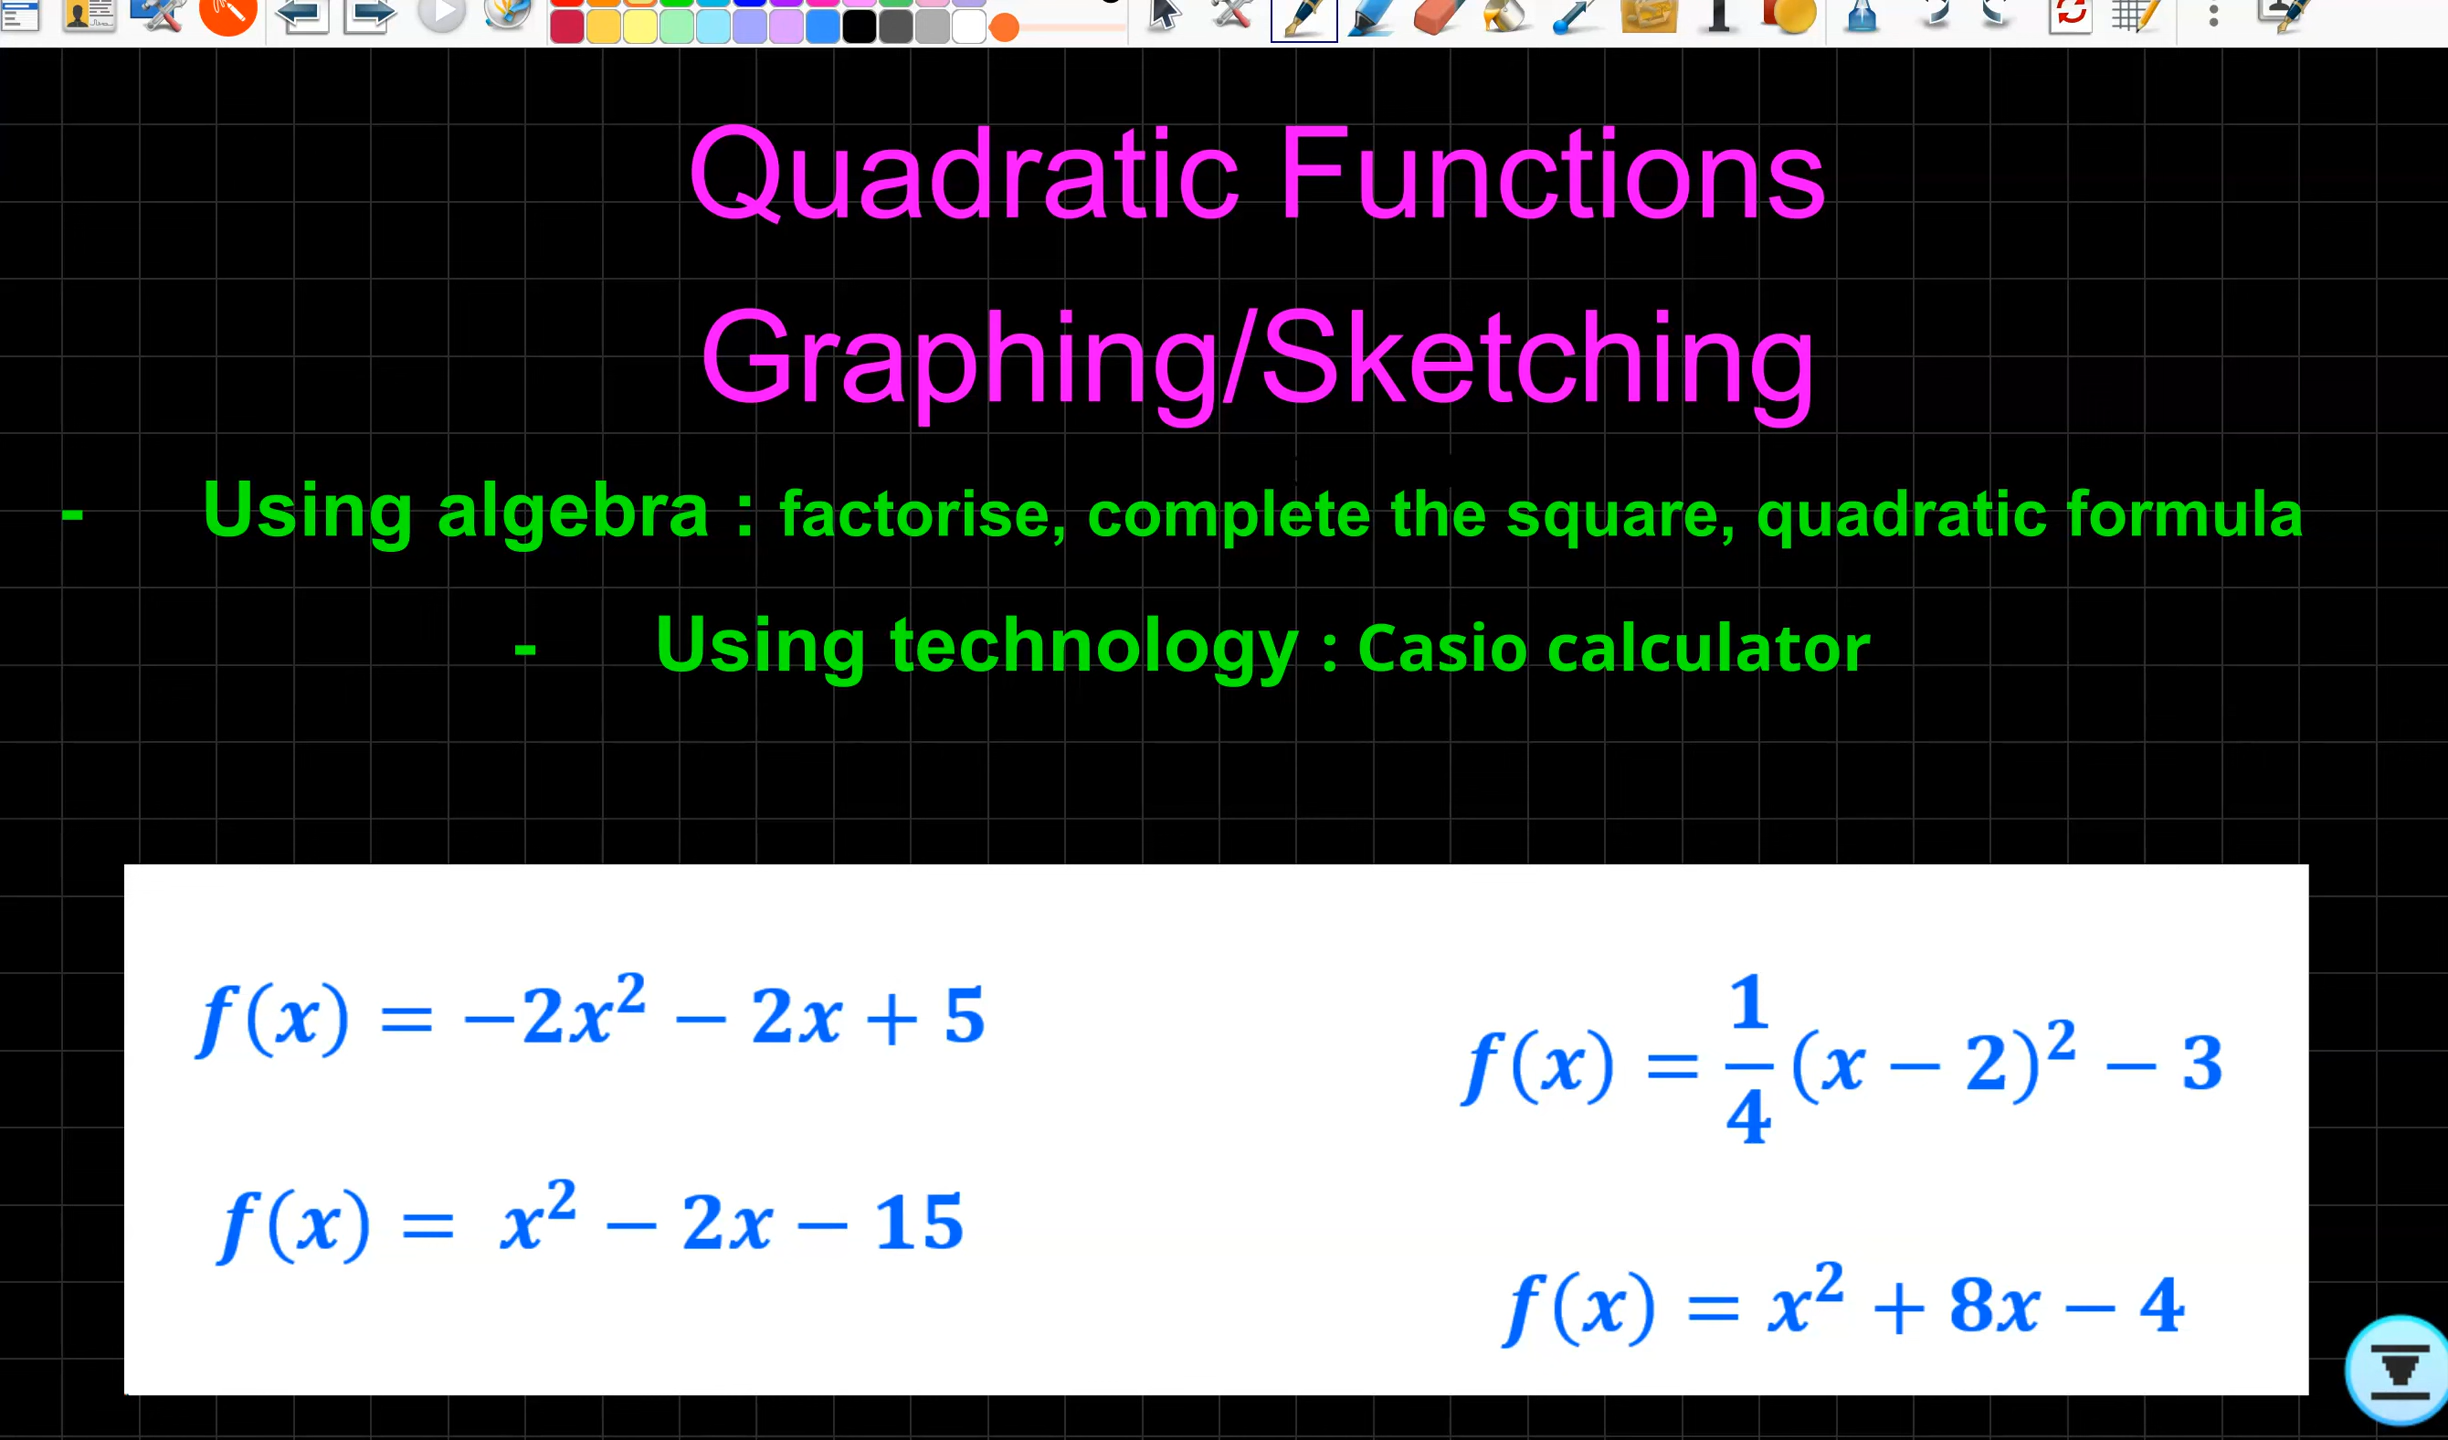 Quadratic Functions
Graphing/Sketching
- Using algebra : factorise, complete the square, quadratic formula
- Using technology : Casio calculator
f(x) = −2x² − 2x + 5
f(x) = 1/4 (x − 2)² − 3
f(x) = x² − 2x − 15
f(x) = x² + 8x − 4